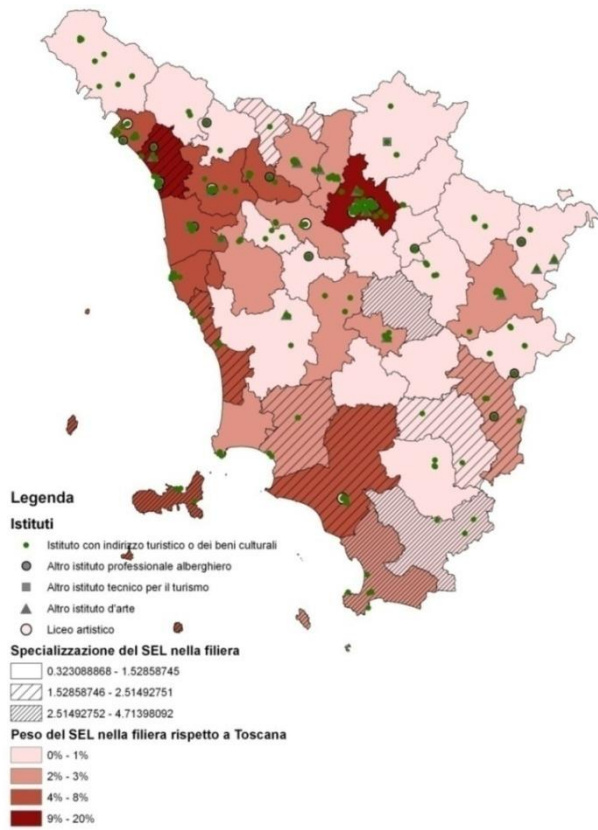 Legenda
Istituti
Istituto con indirizzo turistico o dei beni culturali
Altro istituto professionale alberghiero
Altro istituto tecnico per il turismo
Altro istituto d'arte
Liceo artistico
Specializzazione del SEL nella filiera
0.323088868 - 1.52858745
1.52858746 - 2.51492751
2.51492752 - 4.71398092
Peso del SEL nella filiera rispetto a Toscana
0% - 1%
2% - 3%
4% - 8%
9% - 20%